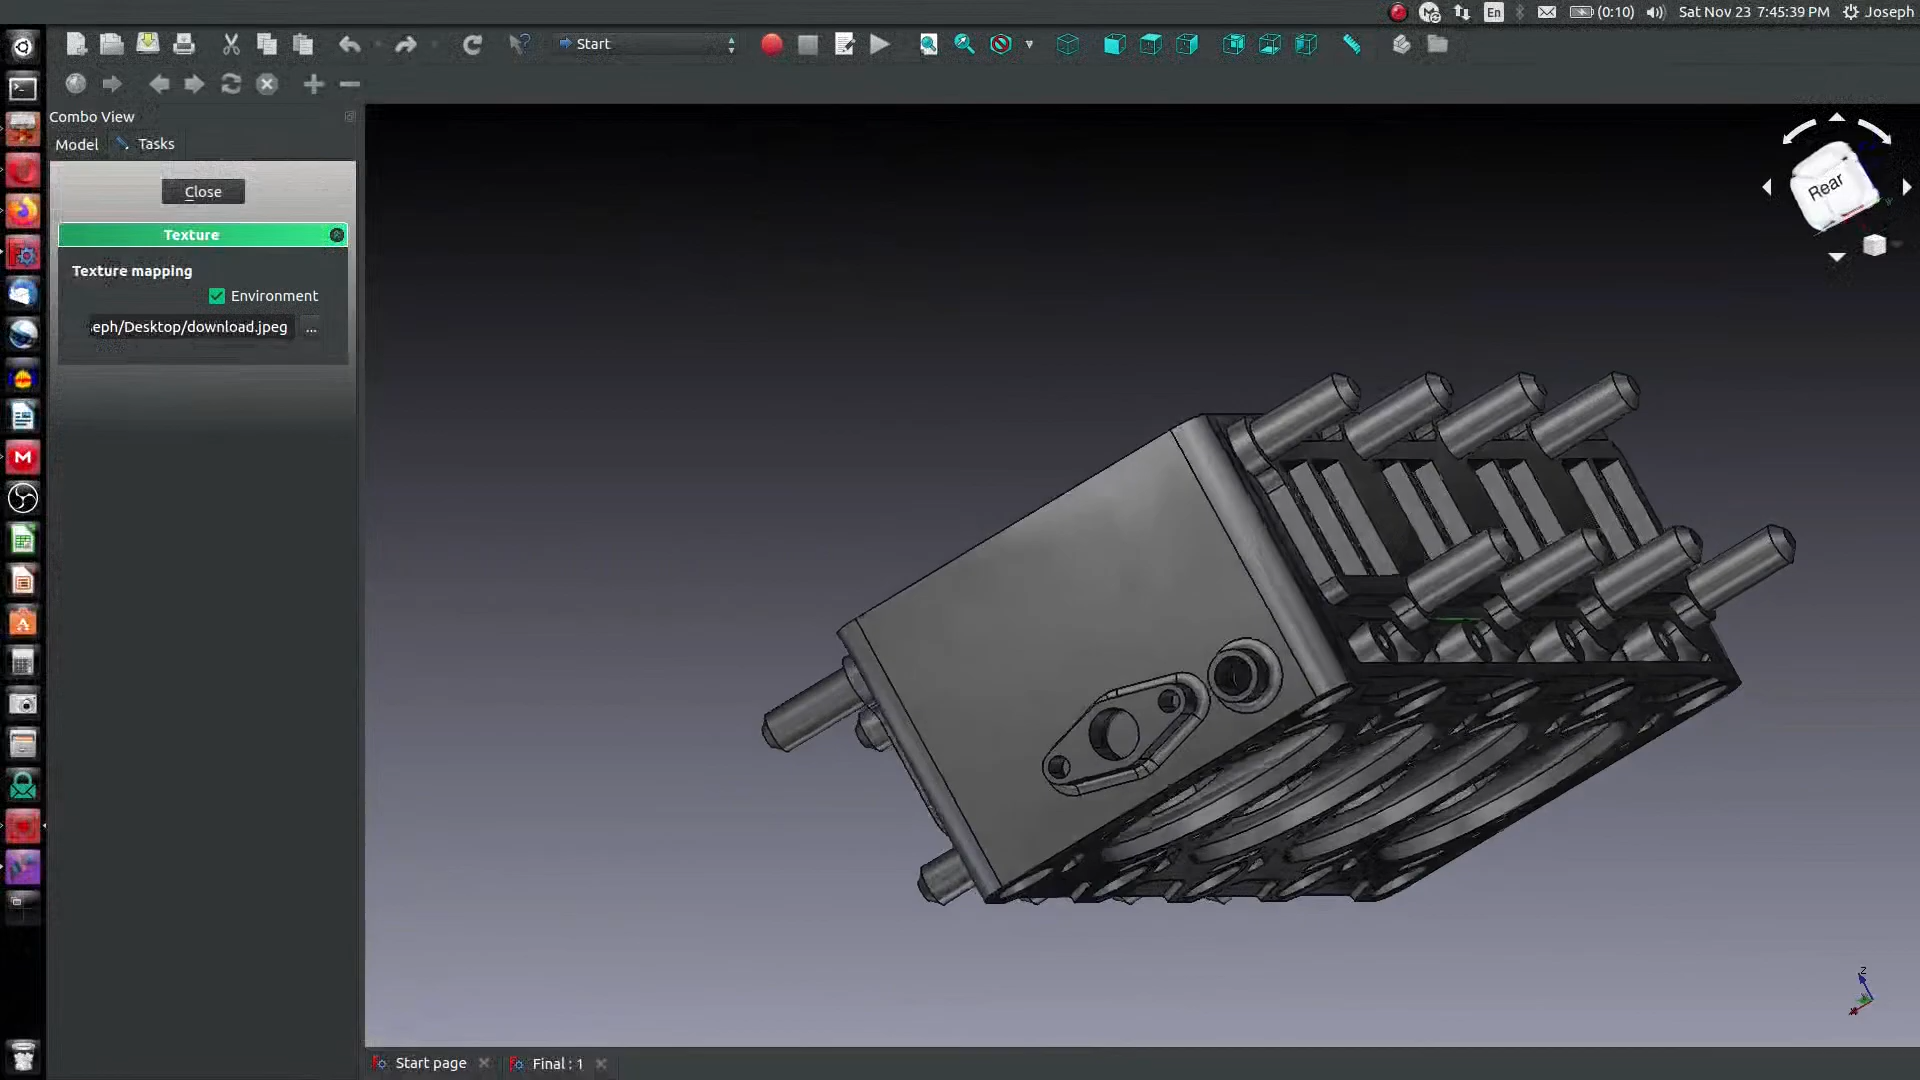 En
(0:10)
Sat Nov 23 7:45:39 PM
Joseph
Start
Combo View
Model
Tasks
Close
Texture
Texture mapping
Environment
eph/Desktop/download.jpeg
...
Rear
Z
Start page
Final : 1